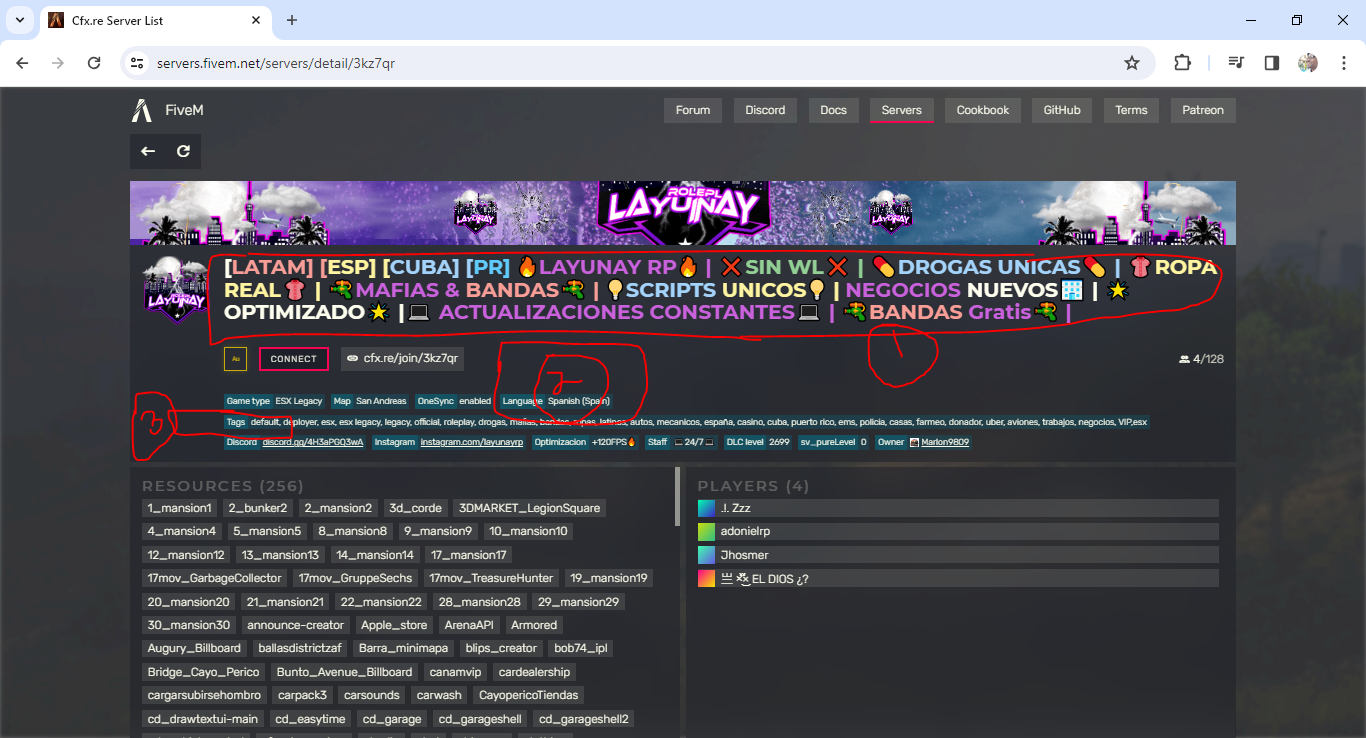 Cfx.re Server List
servers.fivem.net/servers/detail/3kz7qr
FiveM
Forum
Discord
Docs
Servers
Cookbook
GitHub
Terms
Patreon
ROLEPLAY
LAYUNAY
[LATAM] [ESP] [CUBA] [PR] 🔥LAYUNAY RP🔥 | ❌SIN WL❌ | 💊DROGAS UNICAS💊 | 👚ROPA
REAL👚 | 🔫MAFIAS & BANDAS🔫 | 💡SCRIPTS UNICOS💡 | NEGOCIOS NUEVOS🏢 | 🌟
OPTIMIZADO🌟 |💻 ACTUALIZACIONES CONSTANTES💻 | 🔫BANDAS Gratis🔫 |
1
Au
CONNECT
cfx.re/join/3kz7qr
4/128
2
Game type ESX Legacy Map San Andreas OneSync enabled Language Spanish (Spain)
3
Tags default, deployer, esx, esx legacy, legacy, official, roleplay, drogas, mafias, bandas, ropas, latinos, autos, mecanicos, españa, casino, cuba, puerto rico, ems, policia, casas, farmeo, donador, uber, aviones, trabajos, negocios, VIP,esx
Discord discord.gg/4H3aPGQ3wA Instagram instagram.com/layunayrp Optimizacion +120FPS🔥 Staff 💻24/7💻 DLC level 2699 sv_pureLevel 0 Owner Marlon9809
RESOURCES (256)
1_mansion1 2_bunker2 2_mansion2 3d_corde 3DMARKET_LegionSquare
4_mansion4 5_mansion5 8_mansion8 9_mansion9 10_mansion10
12_mansion12 13_mansion13 14_mansion14 17_mansion17
17mov_GarbageCollector 17mov_GruppeSechs 17mov_TreasureHunter 19_mansion19
20_mansion20 21_mansion21 22_mansion22 28_mansion28 29_mansion29
30_mansion30 announce-creator Apple_store ArenaAPI Armored
Augury_Billboard ballasdistrictzaf Barra_minimapa blips_creator bob74_ipl
Bridge_Cayo_Perico Bunto_Avenue_Billboard canamvip cardealership
cargarsubirsehombro carpack3 carsounds carwash CayopericoTiendas
cd_drawtextui-main cd_easytime cd_garage cd_garageshell cd_garageshell2
PLAYERS (4)
.!. Zzz
adonielrp
Jhosmer
EL DIOS ¿?